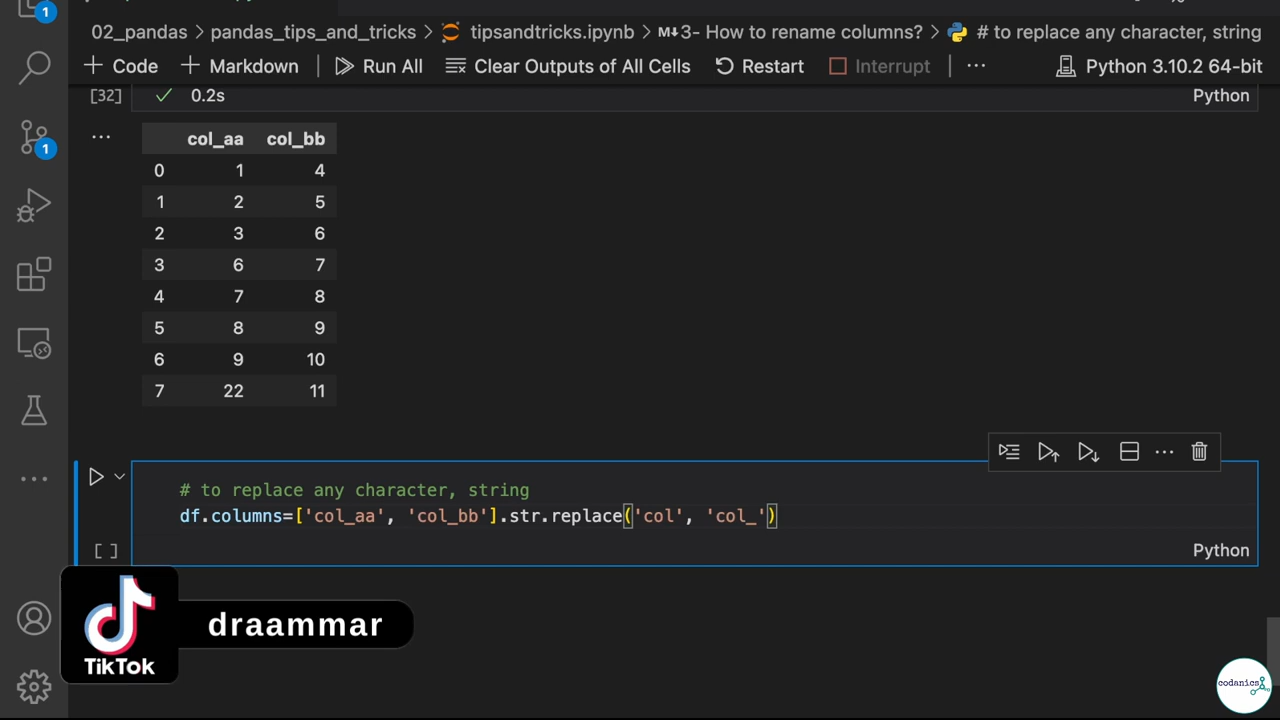 1
02_pandas > pandas_tips_and_tricks > tipsandtricks.ipynb > M↓3- How to rename columns? > # to replace any character, string
+ Code + Markdown | Run All Clear Outputs of All Cells Restart Interrupt | ... Python 3.10.2 64-bit
[32] ✓ 0.2s Python
1
... col_aa col_bb
0 1 4
1 2 5
2 3 6
3 6 7
4 7 8
5 8 9
6 9 10
7 22 11
# to replace any character, string
df.columns=['col_aa', 'col_bb'].str.replace('col', 'col_')
[ ] Python
draammar
TikTok
codanics